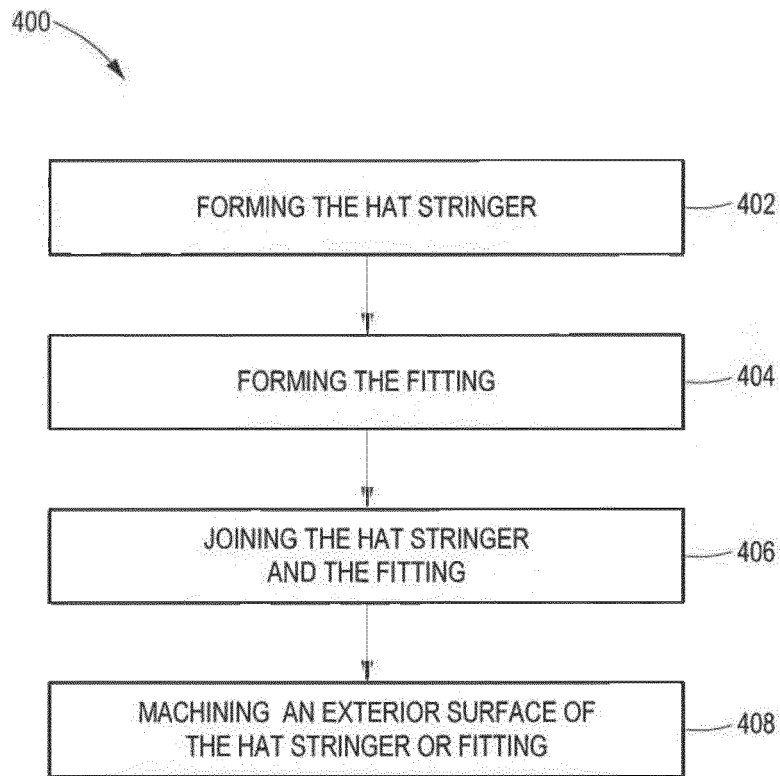 400
FORMING THE HAT STRINGER
402
FORMING THE FITTING
404
JOINING THE HAT STRINGER
AND THE FITTING
406
MACHINING AN EXTERIOR SURFACE OF
THE HAT STRINGER OR FITTING
408